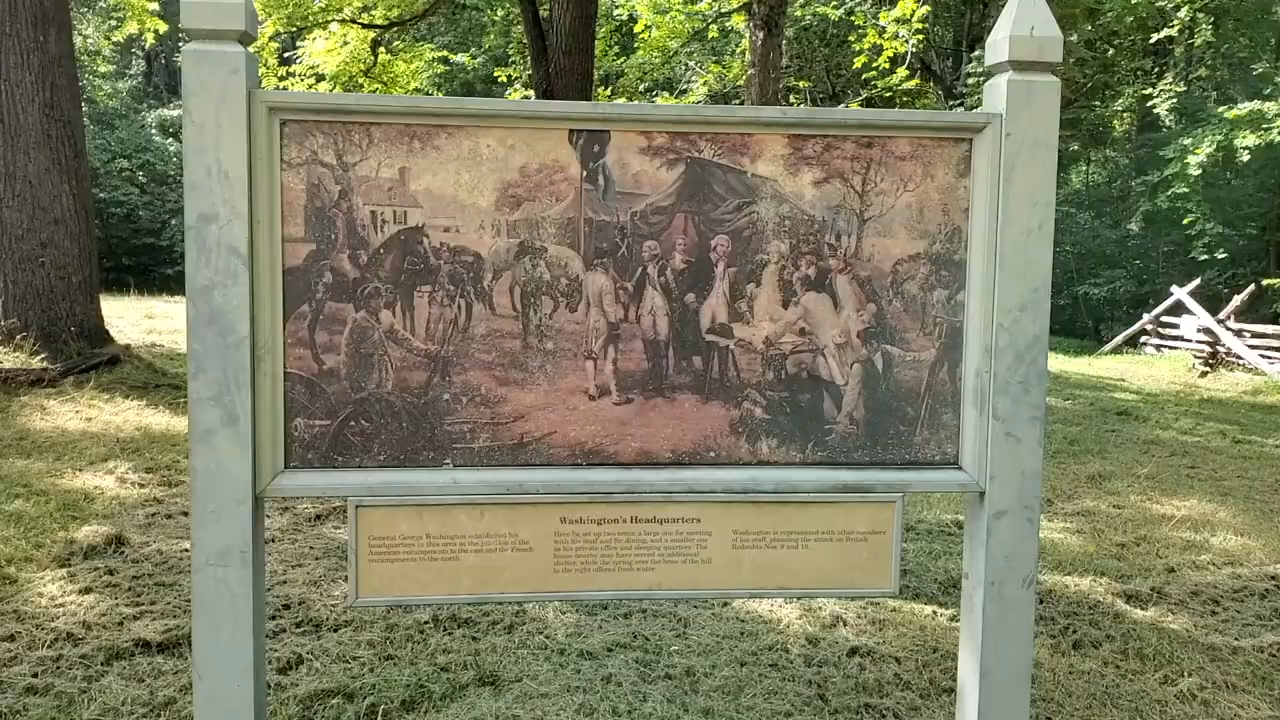 Washington's Headquarters
General George Washington established his
headquarters in this area at the junction of the
American encampments to the east and the French
encampments to the north.
Here he set up two tents: a large one for meeting
with his staff and for dining, and a smaller one
as his private office and sleeping quarters. The
house nearby may have served as additional
shelter, while the spring over the brow of the hill
to the right offered fresh water.
Washington is represented with other members
of his staff, planning the attack on British
Redoubts Nos. 9 and 10.